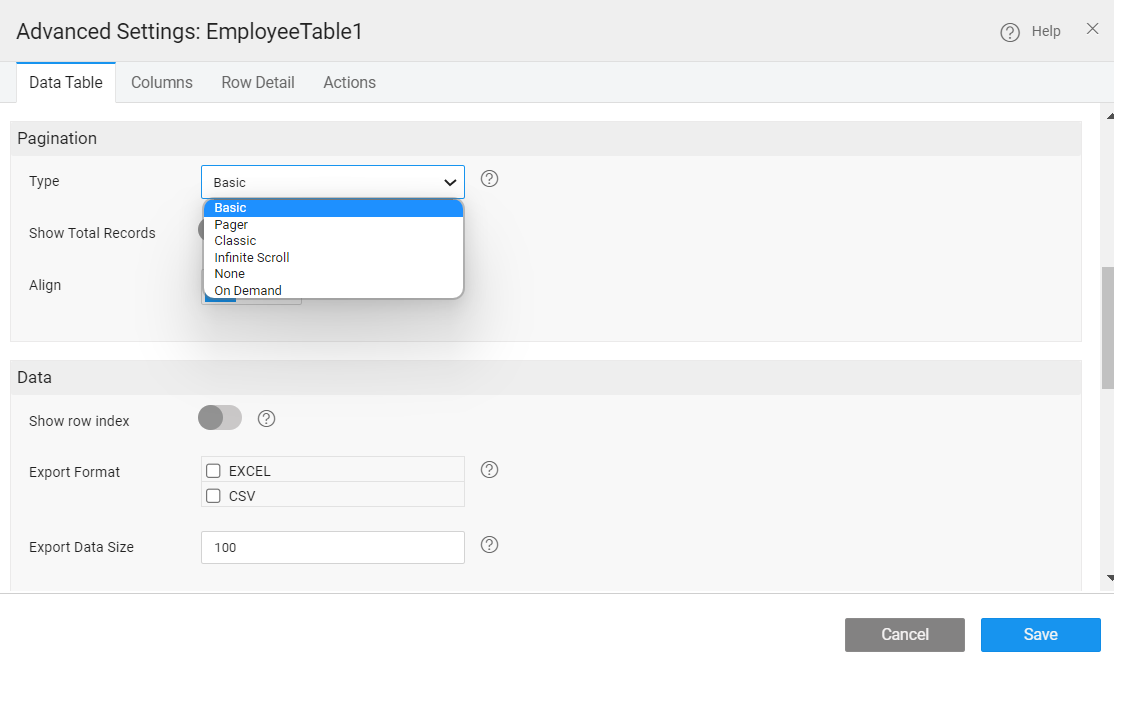 Advanced Settings: EmployeeTable1
Help
Data Table Columns Row Detail Actions
Pagination
Type Basic
Basic
Pager
Show Total Records
Classic
Infinite Scroll
None
Align
On Demand
Data
Show row index
Export Format EXCEL
CSV
Export Data Size 100
Cancel Save